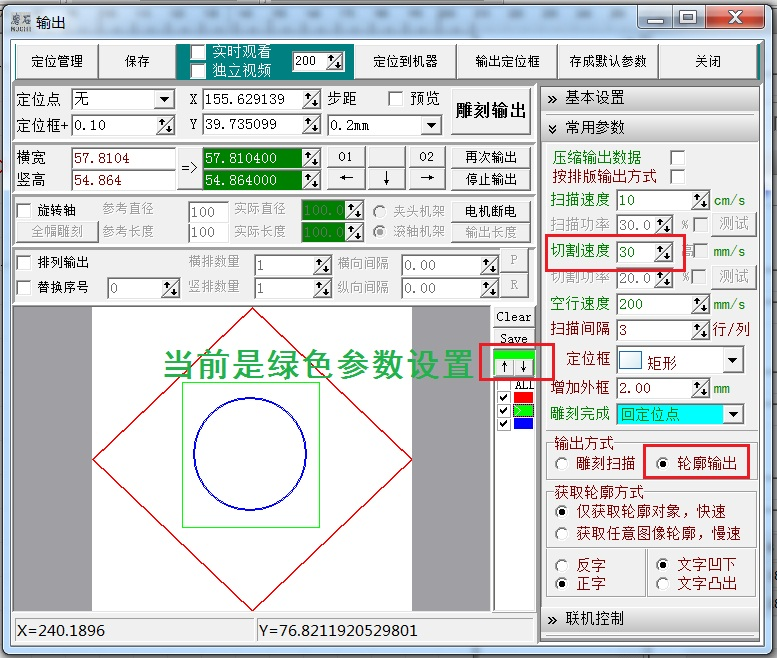 磨石 输出
MOCHI
定位管理 保存 实时观看 200 定位到机器 输出定位框 存成默认参数 关闭
独立视频
定位点 无 X 155.629139 步距 预览 雕刻输出
定位框+ 0.10 Y 39.735099 0.2mm
横宽 57.8104 => 57.810400 01 02 再次输出
竖高 54.864 54.864000 ← ↓ → 停止输出
旋转轴 参考直径 100 实际直径 100.0 夹头机架 电机断电
全幅雕刻 参考长度 100 实际长度 100.0 滚轴机架 输出长度
排列输出 横排数量 1 横向间隔 0.00 P
替换序号 0 竖排数量 1 纵向间隔 0.00 R
Clear
Save
当前是绿色参数设置
↑ ↓
ALL
X=240.1896 Y=76.8211920529801
» 基本设置
常用参数
压缩输出数据
按排版输出方式
扫描速度 10 cm/s
扫描功率 30.0 % 测试
切割速度 30 高 mm/s
切割功率 20.0 % 测试
空行速度 200 mm/s
扫描间隔 3 行/列
定位框 矩形
增加外框 2.00 mm
雕刻完成 回定位点
输出方式
雕刻扫描 轮廓输出
获取轮廓方式
仅获取轮廓对象，快速
获取任意图像轮廓，慢速
反字 文字凹下
正字 文字凸出
» 联机控制